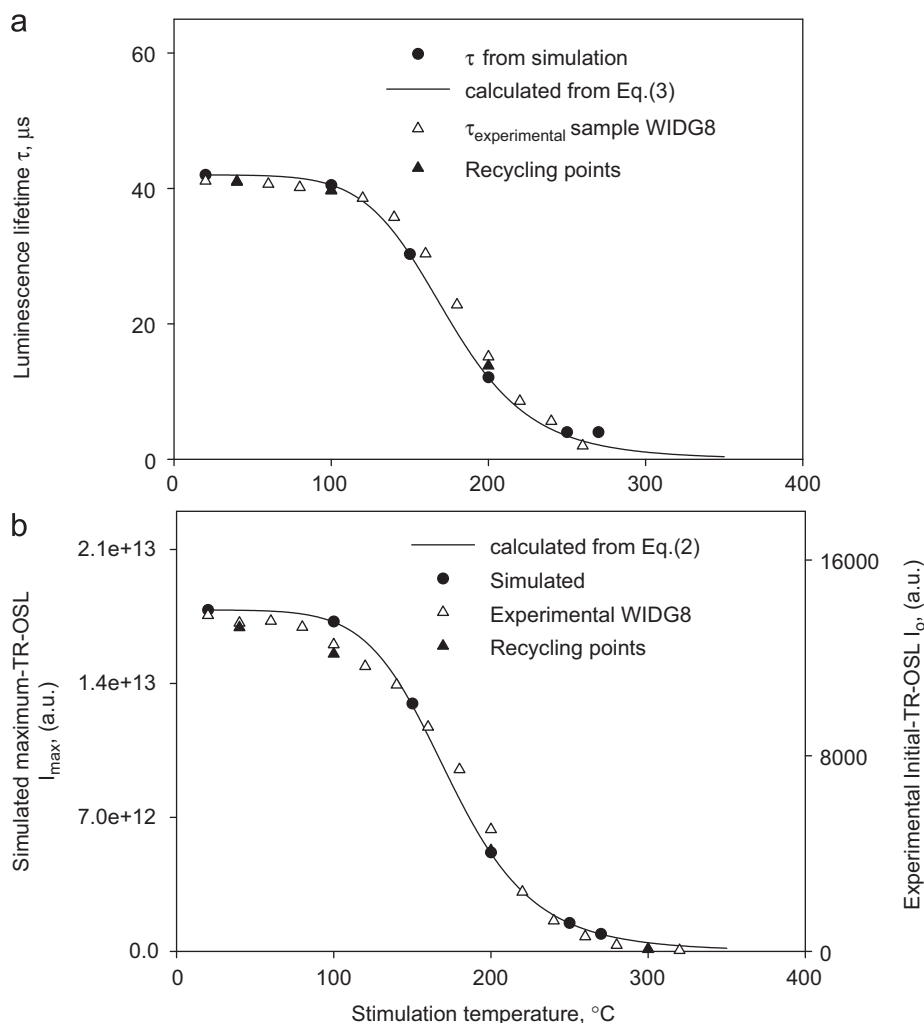 a
60
40
20
0
Luminescence lifetime τ, μs
τ from simulation
calculated from Eq.(3)
τexperimental sample WIDG8
Recycling points
0 100 200 300 400
b
2.1e+13
1.4e+13
7.0e+12
0.0
Simulated maximum-TR-OSL
Imax, (a.u.)
calculated from Eq.(2)
Simulated
Experimental WIDG8
Recycling points
16000
8000
0
Experimental Initial-TR-OSL Io, (a.u.)
0 100 200 300 400
Stimulation temperature, °C